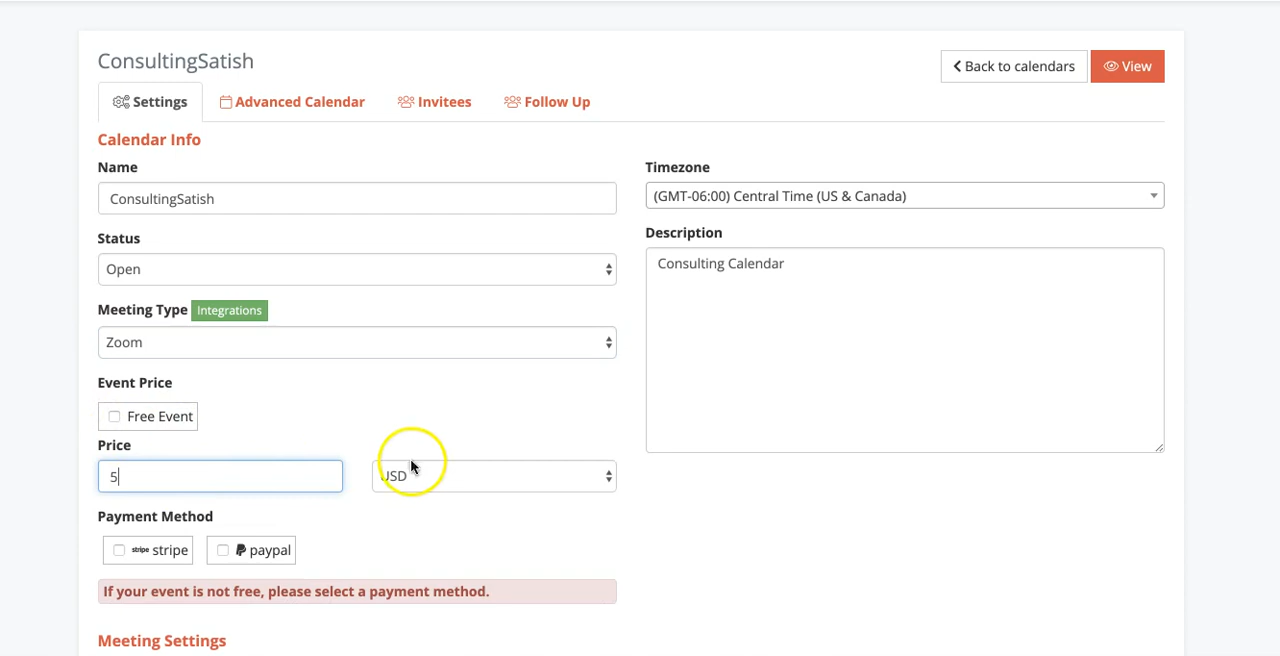 ConsultingSatish
Back to calendars
View
Settings
Advanced Calendar
Invitees
Follow Up
Calendar Info
Name
ConsultingSatish
Timezone
(GMT-06:00) Central Time (US & Canada)
Status
Open
Description
Consulting Calendar
Meeting Type Integrations
Zoom
Event Price
Free Event
Price
5
USD
Payment Method
stripe stripe
paypal
If your event is not free, please select a payment method.
Meeting Settings